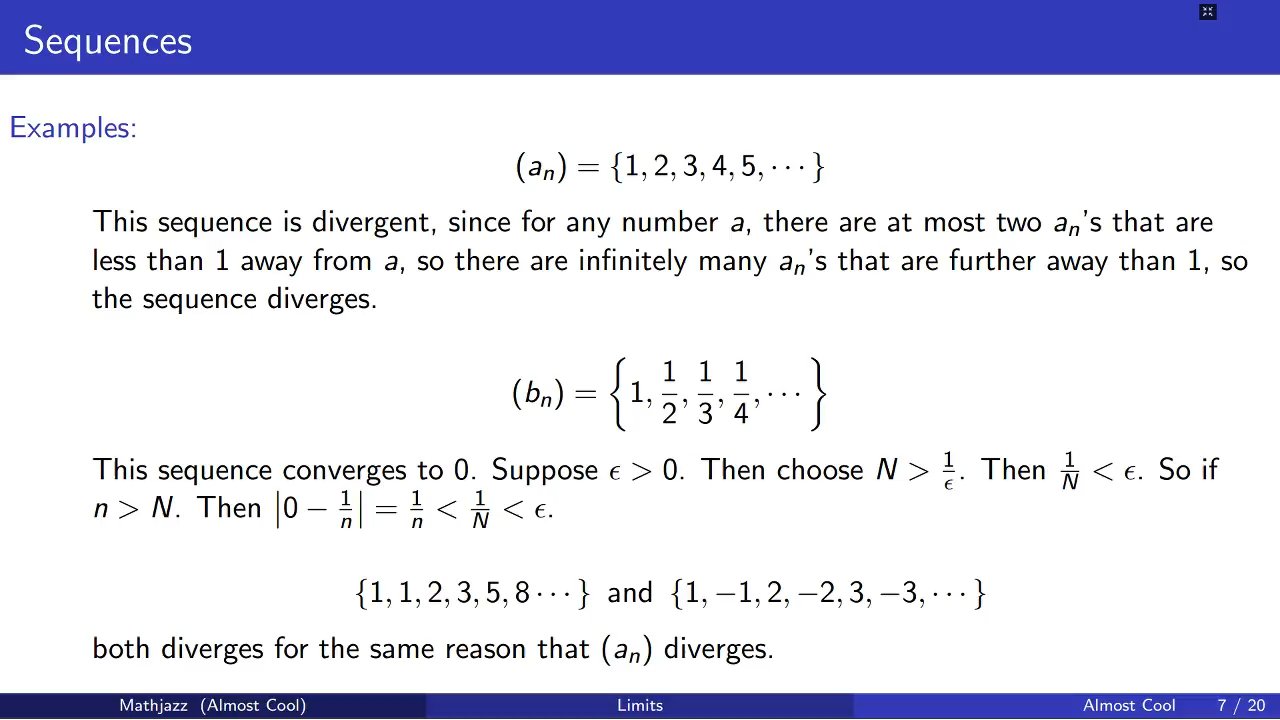 Sequences
Examples:
(aₙ) = {1, 2, 3, 4, 5, ⋯}
This sequence is divergent, since for any number a, there are at most two aₙ's that are
less than 1 away from a, so there are infinitely many aₙ's that are further away than 1, so
the sequence diverges.
(bₙ) = {1, 1/2, 1/3, 1/4, ⋯}
This sequence converges to 0. Suppose ϵ > 0. Then choose N > 1/ϵ. Then 1/N < ϵ. So if
n > N. Then |0 − 1/n| = 1/n < 1/N < ϵ.
{1, 1, 2, 3, 5, 8 ⋯} and {1, −1, 2, −2, 3, −3, ⋯}
both diverges for the same reason that (aₙ) diverges.
Mathjazz (Almost Cool) Limits Almost Cool 7 / 20